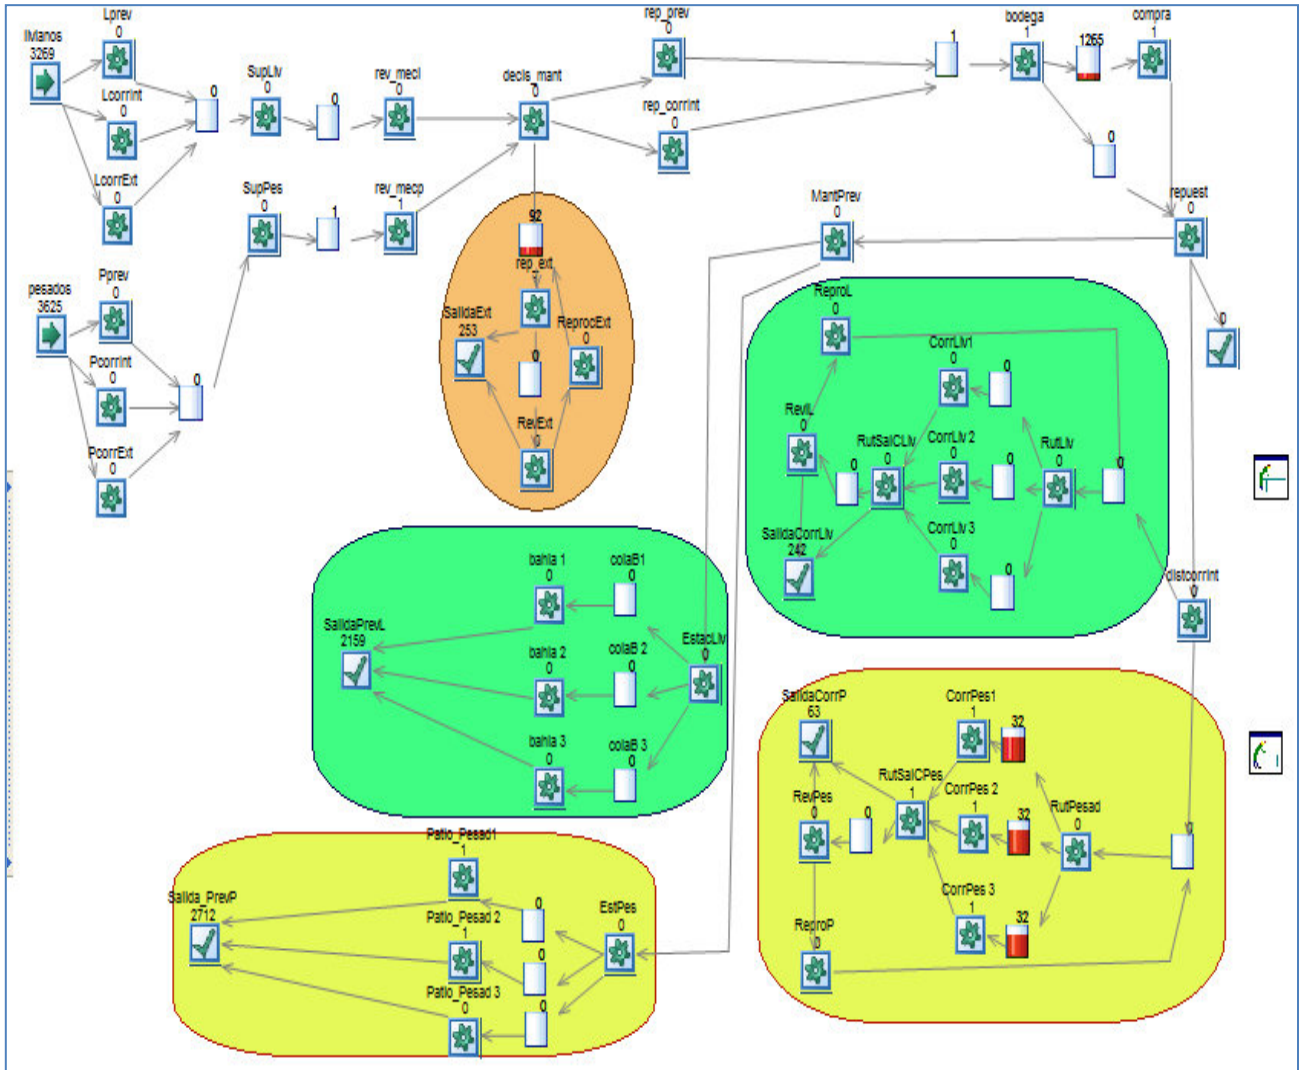 livianos
3269
Lprev
0
LcorrInt
0
LcorrExt
0
0
SupLiv
0
0
rev_mecl
0
decis_mant
0
rep_prev
0
rep_corrInt
0
1
bodega
1
1265
compra
1
0
repuest
0
0
pesados
3625
Pprev
0
PcorrInt
0
PcorrExt
0
0
SupPes
0
1
rev_mecp
1
92
rep_ext
SalidaExt
253
ReprocExt
0
0
RevExt
0
MantPrev
0
ReproL
0
CorrLiv1
0
0
RevlL
0
RutSalCLiv
0
0
CorrLiv 2
0
0
RutLiv
0
0
SalidaCorrLiv
242
CorrLiv 3
0
0
distcorrInt
0
bahía 1
0
colaB1
0
SalidaPrevL
2159
bahía 2
0
colaB 2
0
EstacLiv
0
bahía 3
0
colaB 3
0
SalidaCorrP
63
CorrPes1
1
32
RevPes
0
0
RutSalCPes
1
CorrPes 2
1
32
RutPesad
0
0
CorrPes 3
1
32
ReproP
0
Patio_Pesad1
1
0
Salida_PrevP
2712
Patio_Pesad 2
1
0
EstPes
0
Patio_Pesad 3
0
0